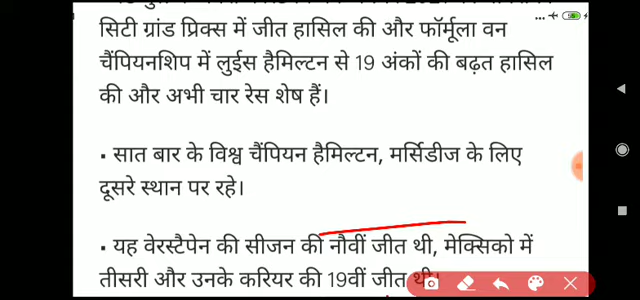 सिटी ग्रांड प्रिक्स में जीत हासिल की और फॉर्मूला वन
चैंपियनशिप में लुईस हैमिल्टन से 19 अंकों की बढ़त हासिल
की और अभी चार रेस शेष हैं।
▪ सात बार के विश्व चैंपियन हैमिल्टन, मर्सिडीज के लिए
दूसरे स्थान पर रहे।
▪ यह वेरस्टैपेन की सीजन की नौवीं जीत थी, मेक्सिको में
तीसरी और उनके करियर की 19वीं जीत थी।